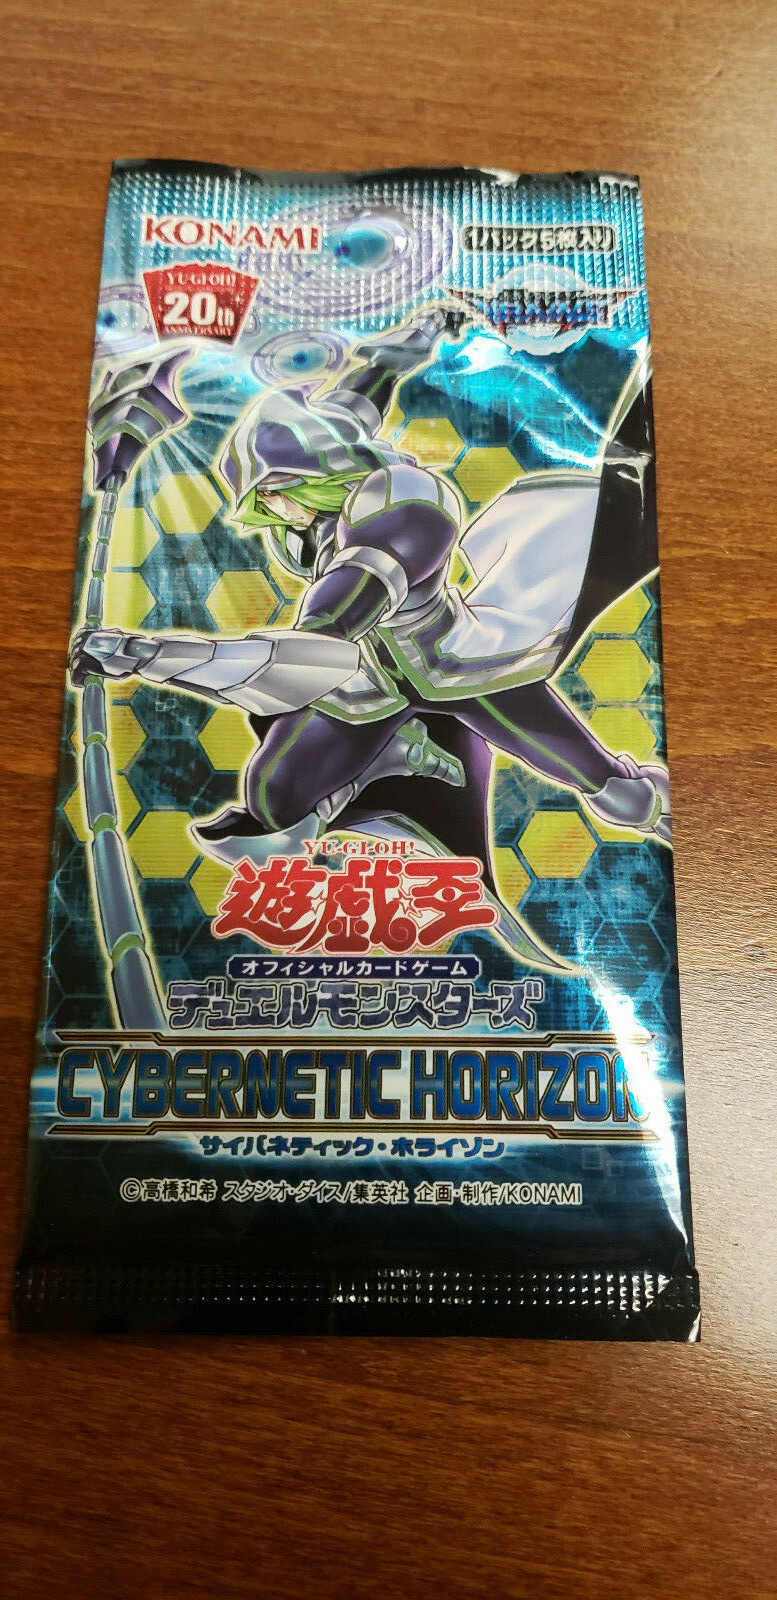 KONAMI
1パック5枚入り
YU-GI-OH!
20th
ANNIVERSARY
VRAINS
YU-GI-OH!
遊戯王
オフィシャルカードゲーム
デュエルモンスターズ
CYBERNETIC HORIZON
サイバネティック・ホライゾン
©高橋和希 スタジオ・ダイス/集英社 企画・制作/KONAMI